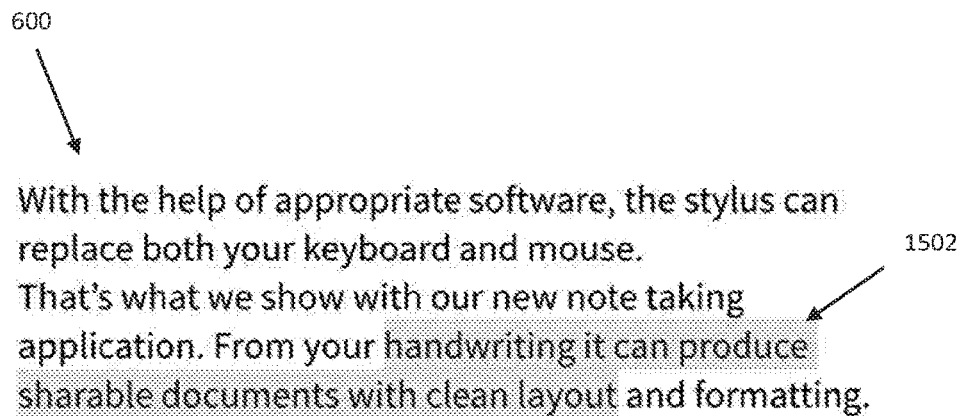 600
With the help of appropriate software, the stylus can
replace both your keyboard and mouse.
1502
That's what we show with our new note taking
application. From your handwriting it can produce
sharable documents with clean layout and formatting.